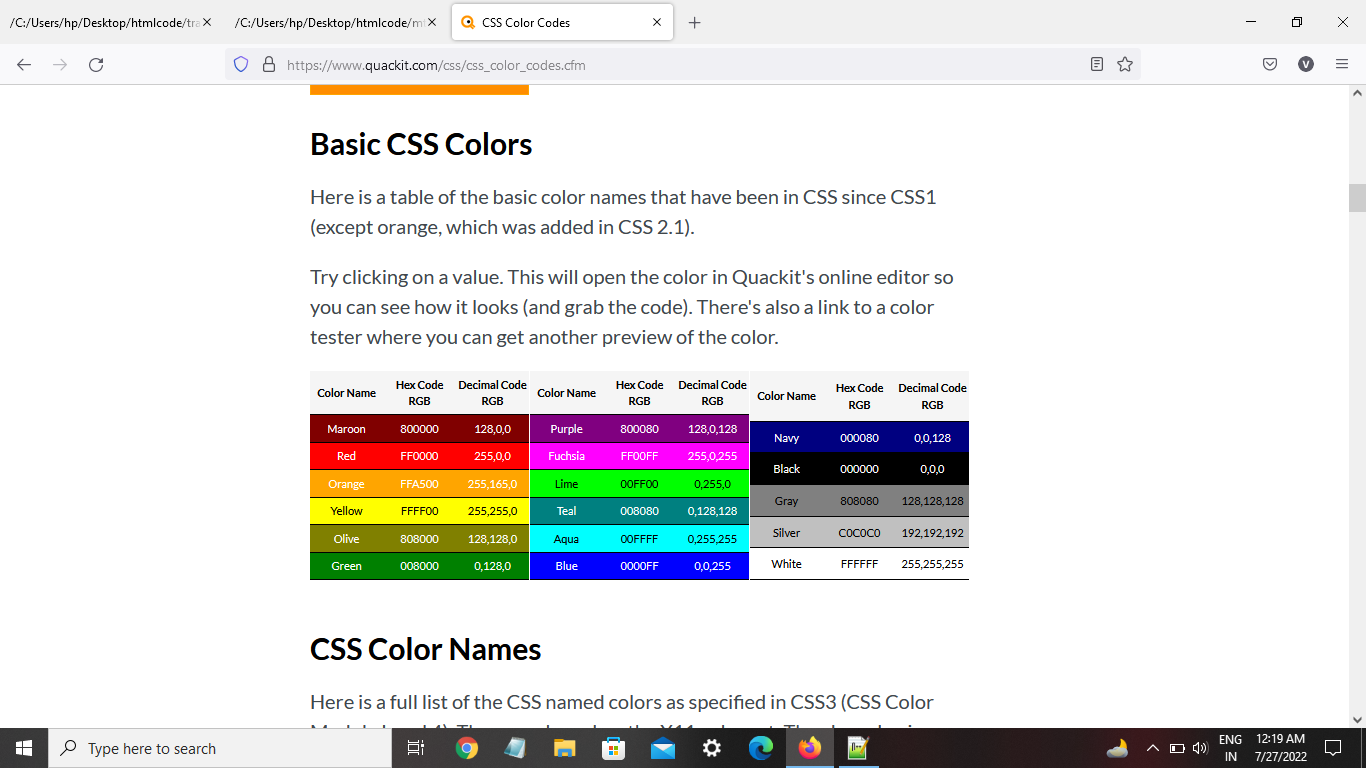 /C:/Users/hp/Desktop/htmlcode/tra
/C:/Users/hp/Desktop/htmlcode/m
CSS Color Codes
https://www.quackit.com/css/css_color_codes.cfm
V
Basic CSS Colors
Here is a table of the basic color names that have been in CSS since CSS1
(except orange, which was added in CSS 2.1).
Try clicking on a value. This will open the color in Quackit's online editor so
you can see how it looks (and grab the code). There's also a link to a color
tester where you can get another preview of the color.
Color Name Hex Code RGB Decimal Code RGB Color Name Hex Code RGB Decimal Code RGB Color Name Hex Code RGB Decimal Code RGB
Maroon 800000 128,0,0 Purple 800080 128,0,128 Navy 000080 0,0,128
Red FF0000 255,0,0 Fuchsia FF00FF 255,0,255 Black 000000 0,0,0
Orange FFA500 255,165,0 Lime 00FF00 0,255,0 Gray 808080 128,128,128
Yellow FFFF00 255,255,0 Teal 008080 0,128,128 Silver C0C0C0 192,192,192
Olive 808000 128,128,0 Aqua 00FFFF 0,255,255 White FFFFFF 255,255,255
Green 008000 0,128,0 Blue 0000FF 0,0,255
CSS Color Names
Here is a full list of the CSS named colors as specified in CSS3 (CSS Color
Type here to search
ENG
IN
12:19 AM
7/27/2022